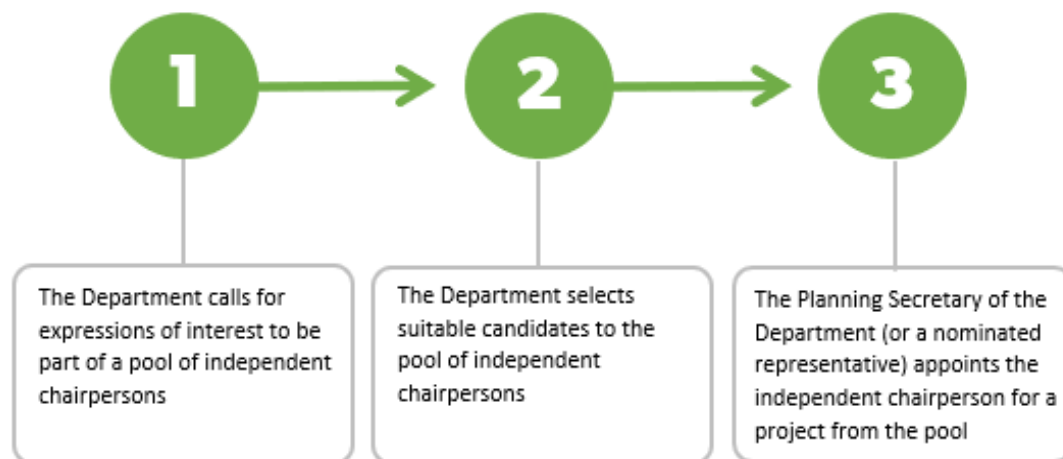 1
2
3
The Department calls for
expressions of interest to be
part of a pool of independent
chairpersons
The Department selects
suitable candidates to the
pool of independent
chairpersons
The Planning Secretary of the
Department (or a nominated
representative) appoints the
independent chairperson for a
project from the pool